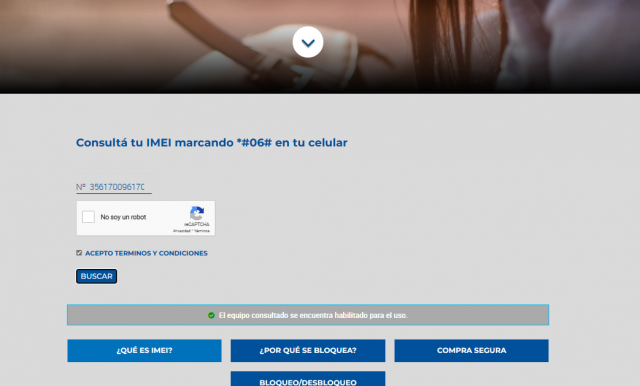 Consultá tu IMEI marcando *#06# en tu celular
Nº 35617009617C
No soy un robot
reCAPTCHA
Privacidad - Términos
ACEPTO TERMINOS Y CONDICIONES
BUSCAR
El equipo consultado se encuentra habilitado para el uso.
¿QUÉ ES IMEI?
¿POR QUÉ SE BLOQUEA?
COMPRA SEGURA
BLOQUEO/DESBLOQUEO